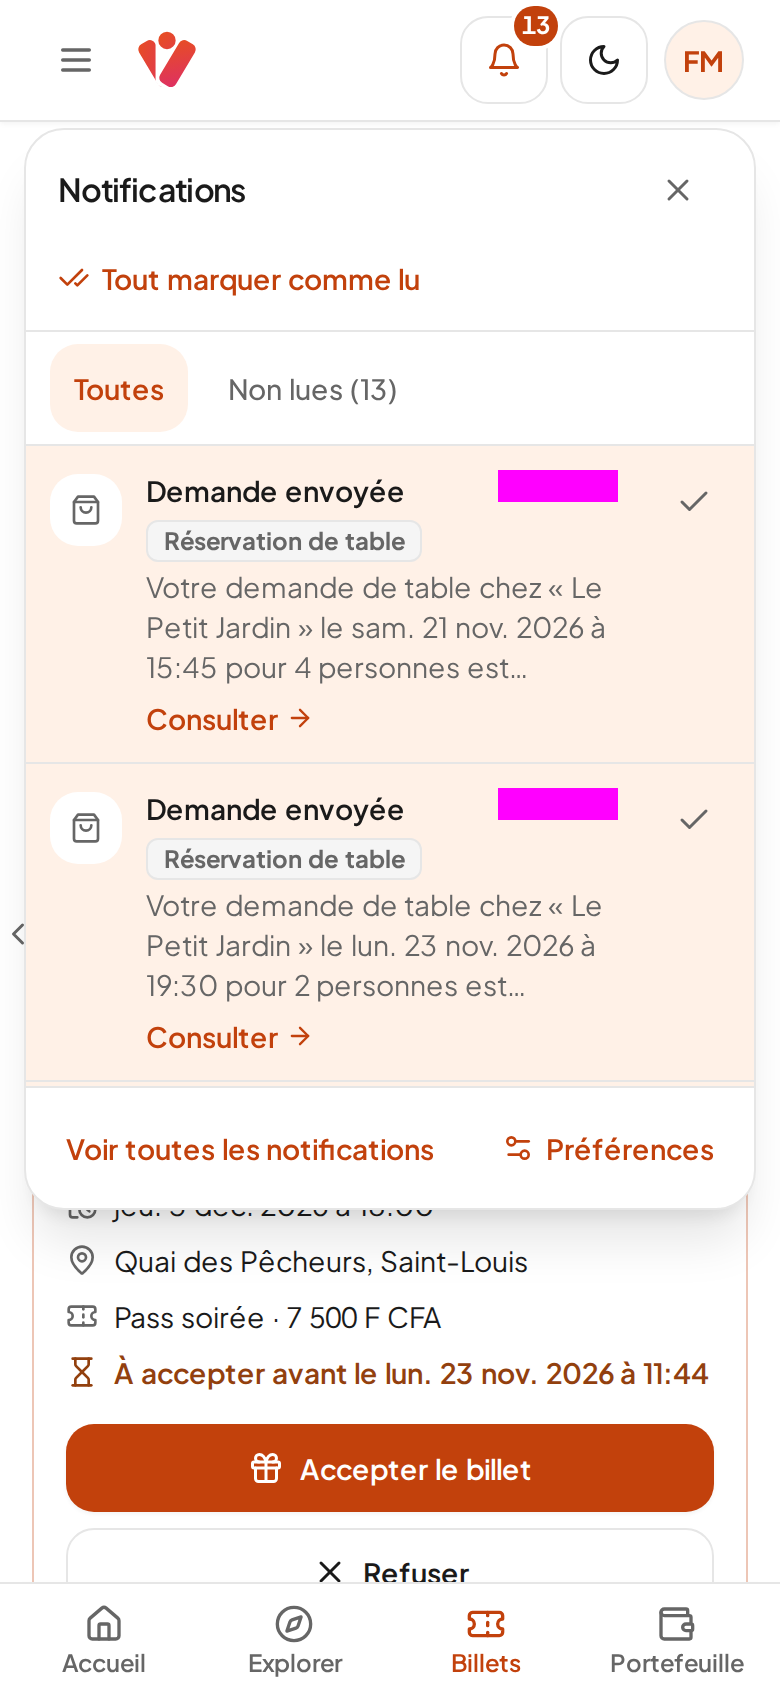 13
FM
Notifications
Tout marquer comme lu
Toutes
Non lues (13)
Demande envoyée
Réservation de table
Votre demande de table chez « Le
Petit Jardin » le sam. 21 nov. 2026 à
15:45 pour 4 personnes est…
Consulter
Demande envoyée
Réservation de table
Votre demande de table chez « Le
Petit Jardin » le lun. 23 nov. 2026 à
19:30 pour 2 personnes est…
Consulter
Voir toutes les notifications
Préférences
Quai des Pêcheurs, Saint-Louis
Pass soirée · 7 500 F CFA
À accepter avant le lun. 23 nov. 2026 à 11:44
Accepter le billet
Refuser
Accueil
Explorer
Billets
Portefeuille